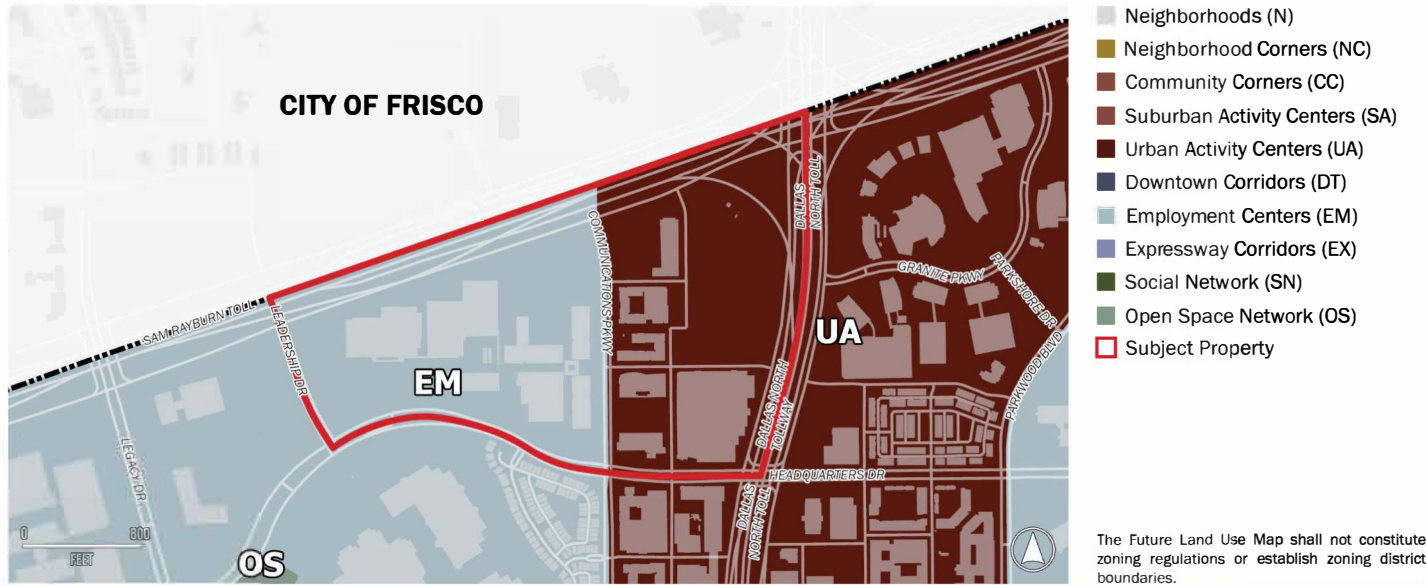 CITY OF FRISCO
SAM RAYBURN TOLL
LEADERSHIP DR
COMMUNICATIONS PKWY
DALLAS
NORTH TOLL
GRANITE PKWY
PARKSHORE DR
PARKWOOD BLVD
UA
EM
DALLAS NORTH
TOLLWAY
HEADQUARTERS DR
LEGACY DR
DALLAS
NORTH TOLL
OS
0 800
FEET
Neighborhoods (N)
Neighborhood Corners (NC)
Community Corners (CC)
Suburban Activity Centers (SA)
Urban Activity Centers (UA)
Downtown Corridors (DT)
Employment Centers (EM)
Expressway Corridors (EX)
Social Network (SN)
Open Space Network (OS)
Subject Property
The Future Land Use Map shall not constitute
zoning regulations or establish zoning district
boundaries.